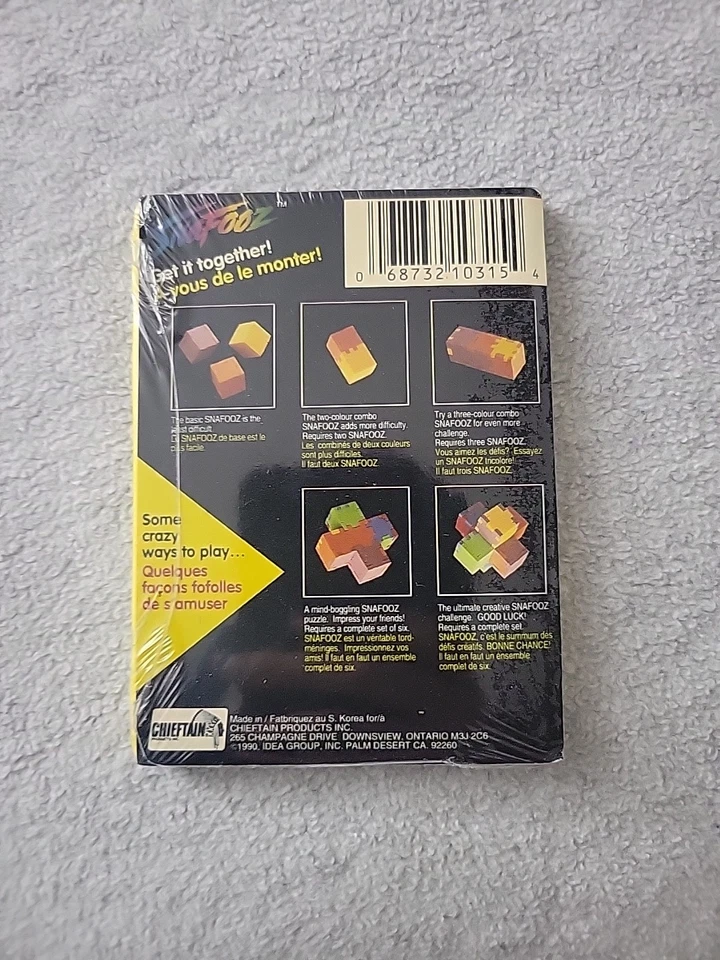 SNAFOOZ™
Get it together!
à vous de le monter!
0 68732 10315 4
The basic SNAFOOZ is the
least difficult.
Le SNAFOOZ de base est le
plus facile.
The two-colour combo
SNAFOOZ adds more difficulty.
Requires two SNAFOOZ.
Les combinés de deux couleurs
sont plus difficiles.
Il faut deux SNAFOOZ.
Try a three-colour combo
SNAFOOZ for even more
challenge.
Requires three SNAFOOZ.
Vous aimez les défis? Essayez
un SNAFOOZ tricolore!
Il faut trois SNAFOOZ.
Some
crazy
ways to play...
Quelques
façons fofolles
de s'amuser
A mind-boggling SNAFOOZ
puzzle. Impress your friends!
Requires a complete set of six.
SNAFOOZ est un véritable tord-
méninges. Impressionnez vos
amis! Il faut en faut un ensemble
complet de six.
The ultimate creative SNAFOOZ
challenge. GOOD LUCK!
Requires a complete set.
SNAFOOZ, c'est le summum des
défis créatifs. BONNE CHANCE!
Il faut en faut un ensemble
complet de six.
CHIEFTAIN
PRODUCTS INC.
Made in / Fatbriquez au S. Korea for/à
CHIEFTAIN PRODUCTS INC.
265 CHAMPAGNE DRIVE DOWNSVIEW, ONTARIO M3J 2C6
©1990, IDEA GROUP, INC. PALM DESERT CA. 92260